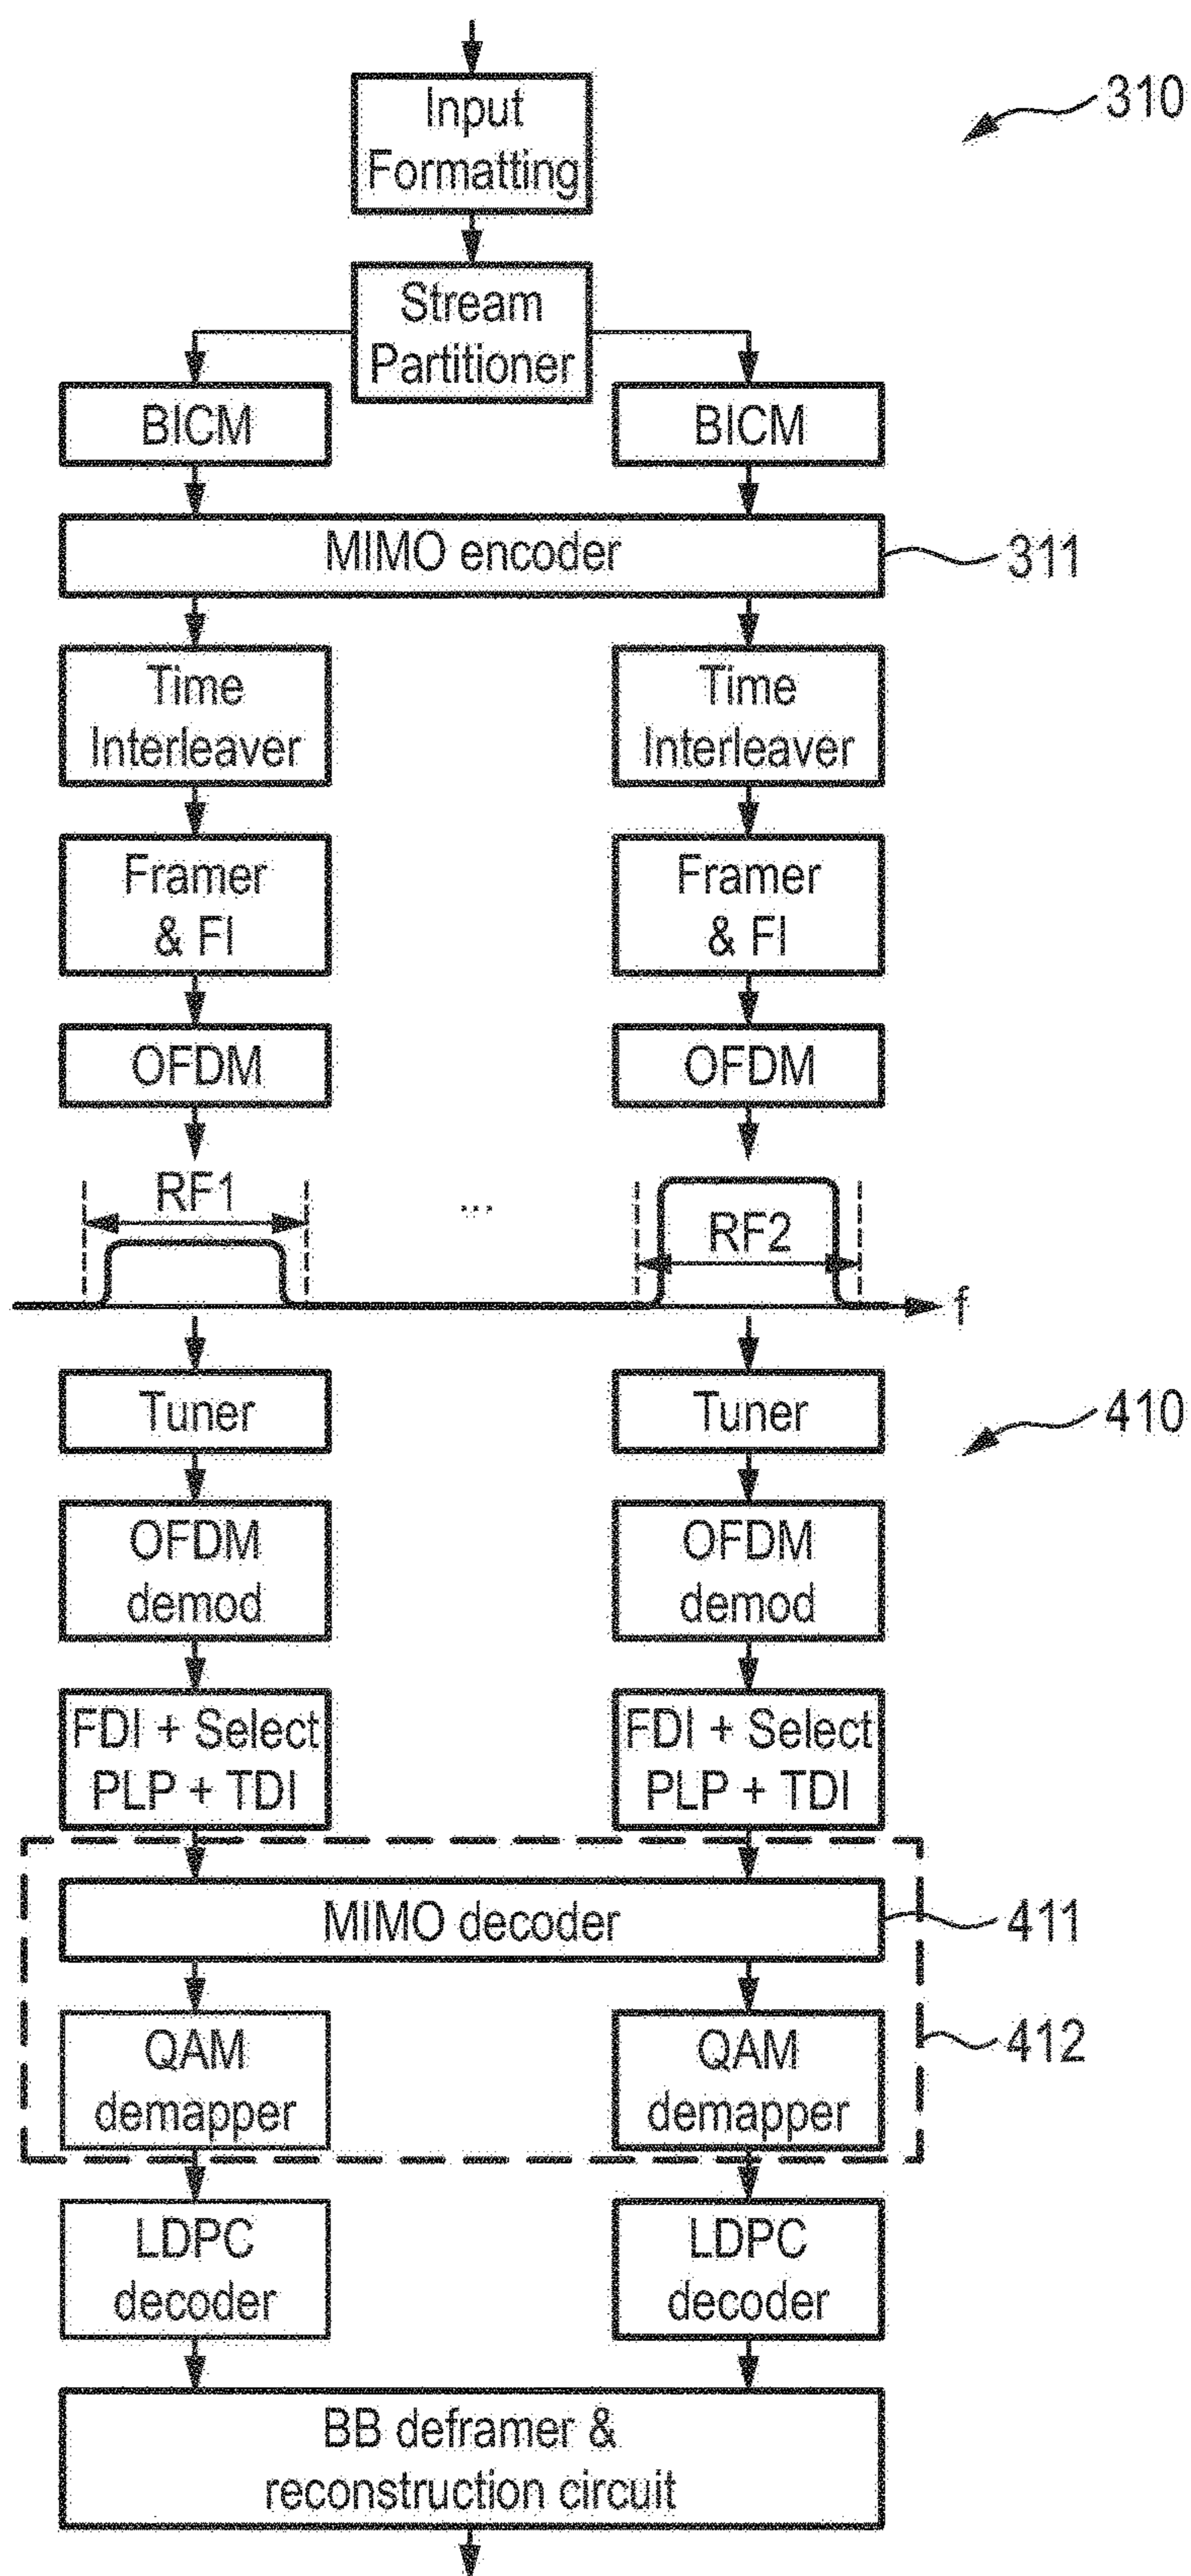 310
Input
Formatting
Stream
Partitioner
BICM
BICM
MIMO encoder
311
Time
Interleaver
Time
Interleaver
Framer
& FI
Framer
& FI
OFDM
OFDM
RF1
...
RF2
...
f
Tuner
Tuner
410
OFDM
demod
OFDM
demod
FDI + Select
PLP + TDI
FDI + Select
PLP + TDI
MIMO decoder
411
QAM
demapper
QAM
demapper
412
LDPC
decoder
LDPC
decoder
BB deframer &
reconstruction circuit